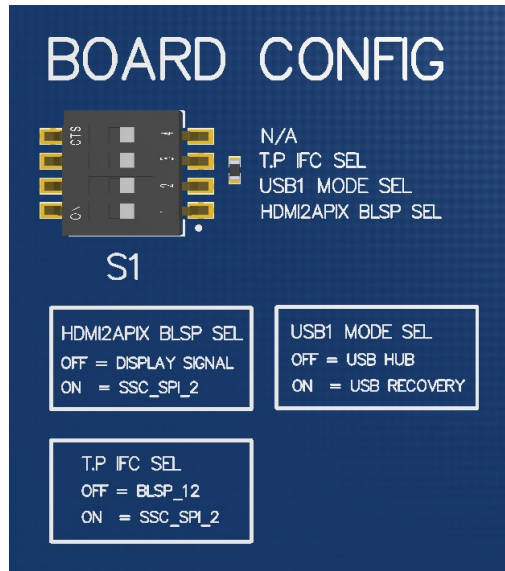 BOARD CONFIG
CTS
ON
4
3
2
N/A
T.P IFC SEL
USB1 MODE SEL
HDMI2APIX BLSP SEL
S1
HDMI2APIX BLSP SEL
OFF = DISPLAY SIGNAL
ON = SSC_SPI_2
USB1 MODE SEL
OFF = USB HUB
ON = USB RECOVERY
T.P IFC SEL
OFF = BLSP_12
ON = SSC_SPI_2